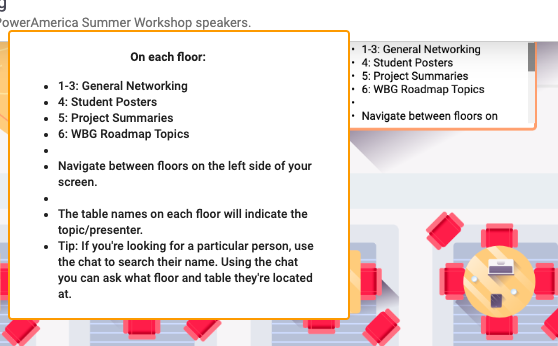 g
PowerAmerica Summer Workshop speakers.
On each floor:
1-3: General Networking
4: Student Posters
5: Project Summaries
6: WBG Roadmap Topics
Navigate between floors on the left side of your
screen.
The table names on each floor will indicate the
topic/presenter.
Tip: If you're looking for a particular person, use
the chat to search their name. Using the chat
you can ask what floor and table they're located
at.
1-3: General Networking
4: Student Posters
5: Project Summaries
6: WBG Roadmap Topics
Navigate between floors on